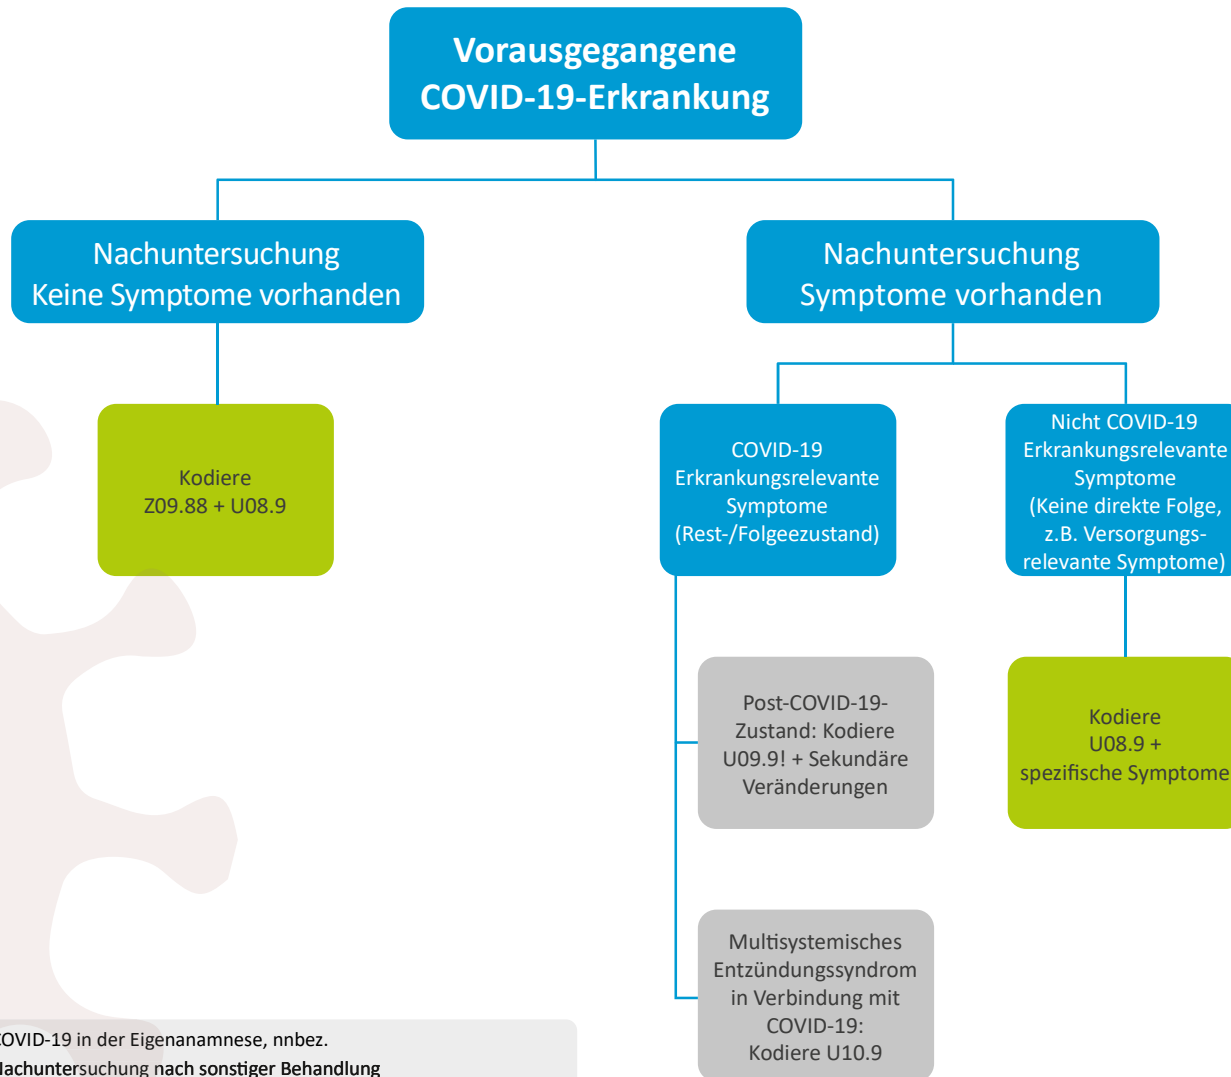 Vorausgegangene
COVID-19-Erkrankung
Nachuntersuchung
Keine Symptome vorhanden
Nachuntersuchung
Symptome vorhanden
Kodiere
Z09.88 + U08.9
COVID-19
Erkrankungsrelevante
Symptome
(Rest-/Folgeezustand)
Nicht COVID-19
Erkrankungsrelevante
Symptome
(Keine direkte Folge,
z.B. Versorgungs-
relevante Symptome)
Post-COVID-19-
Zustand: Kodiere
U09.9! + Sekundäre
Veränderungen
Kodiere
U08.9 +
spezifische Symptome
Multisystemisches
Entzündungssyndrom
in Verbindung mit
COVID-19:
Kodiere U10.9
COVID-19 in der Eigenanamnese, nnbez.
Nachuntersuchung nach sonstiger Behandlung